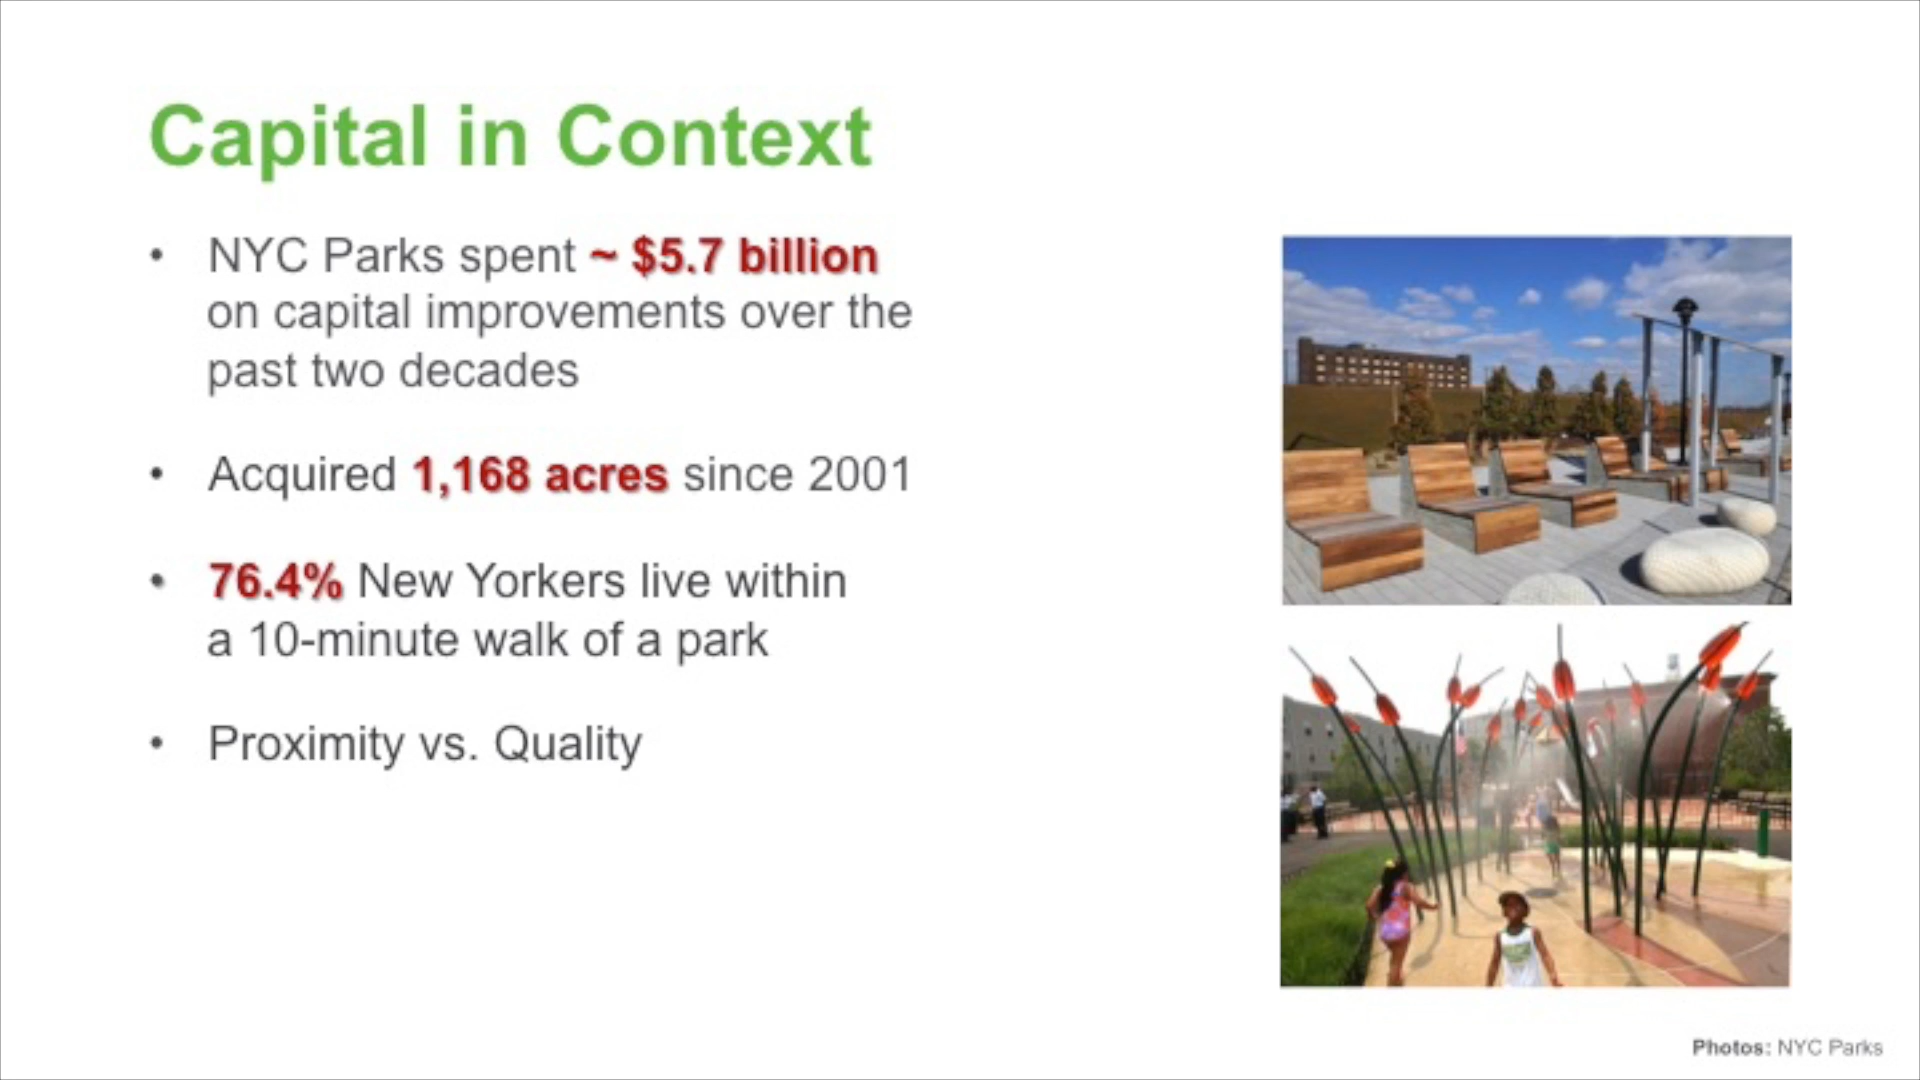 Capital in Context
• NYC Parks spent ~ $5.7 billion
on capital improvements over the
past two decades
• Acquired 1,168 acres since 2001
• 76.4% New Yorkers live within
a 10-minute walk of a park
• Proximity vs. Quality
Photos: NYC Parks